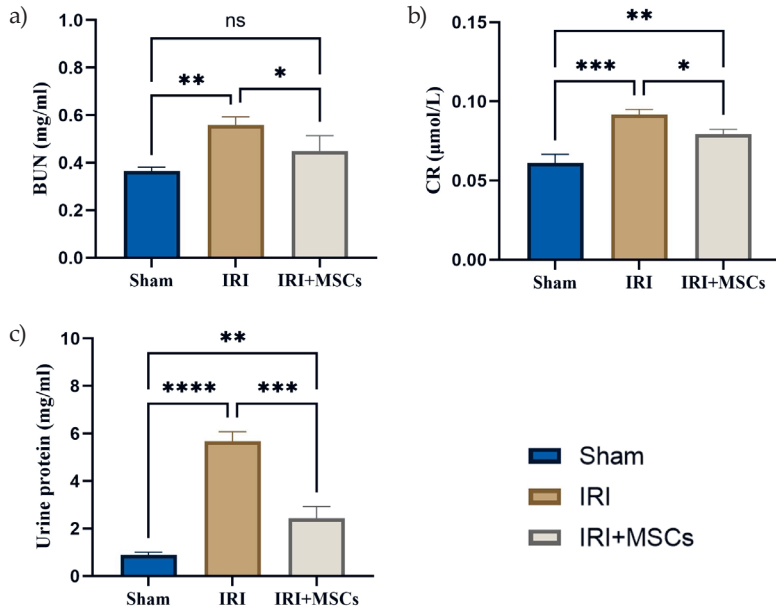 a)
BUN (mg/ml)
1.0
0.8
0.6
0.4
0.2
0.0
ns
** *
Sham IRI IRI+MSCs
b)
CR (μmol/L)
0.15
0.10
0.05
0.00
**
*** *
Sham IRI IRI+MSCs
c)
Urine protein (mg/ml)
10
8
6
4
2
0
**
**** ***
Sham IRI IRI+MSCs
Sham
IRI
IRI+MSCs